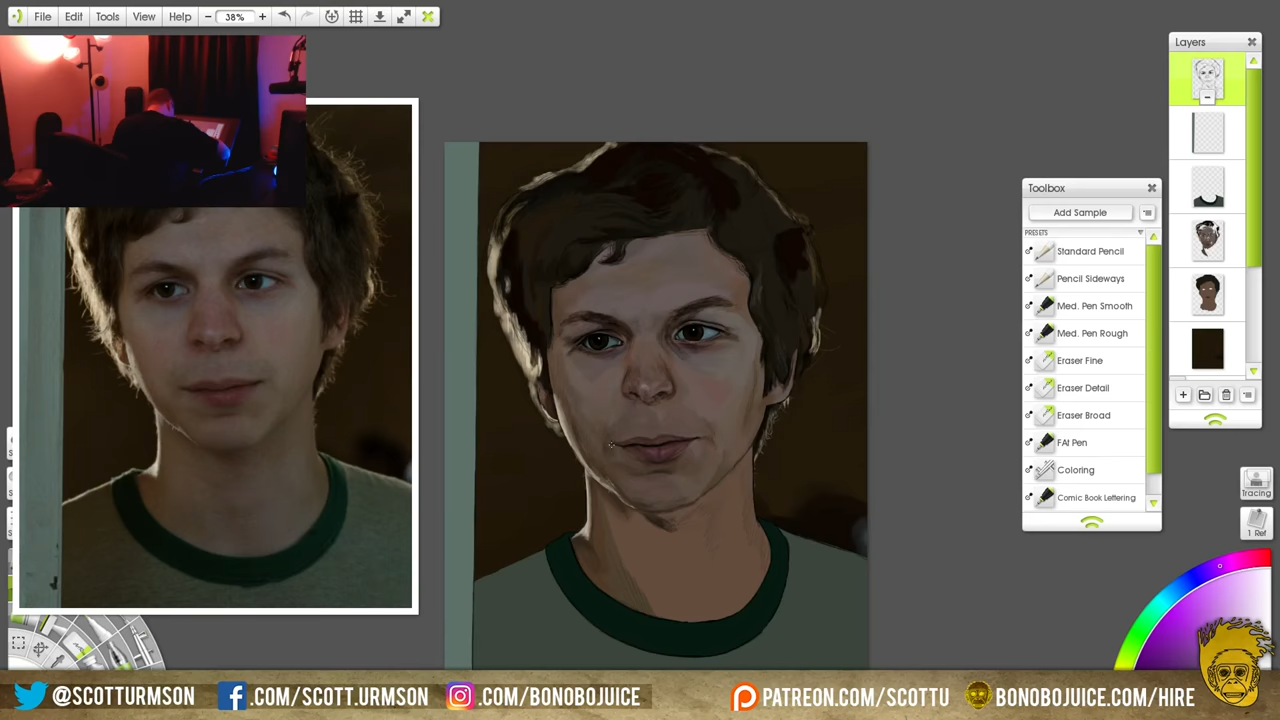 File Edit Tools View Help 38%
Layers
Toolbox
Add Sample
PRESETS
Standard Pencil
Pencil Sideways
Med. Pen Smooth
Med. Pen Rough
Eraser Fine
Eraser Detail
Eraser Broad
FAt Pen
Coloring
Comic Book Lettering
Tracing
1 Ref
@SCOTTURMSON .COM/SCOTT.URMSON .COM/BONOBOJUICE PATREON.COM/SCOTTU BONOBOJUICE.COM/HIRE